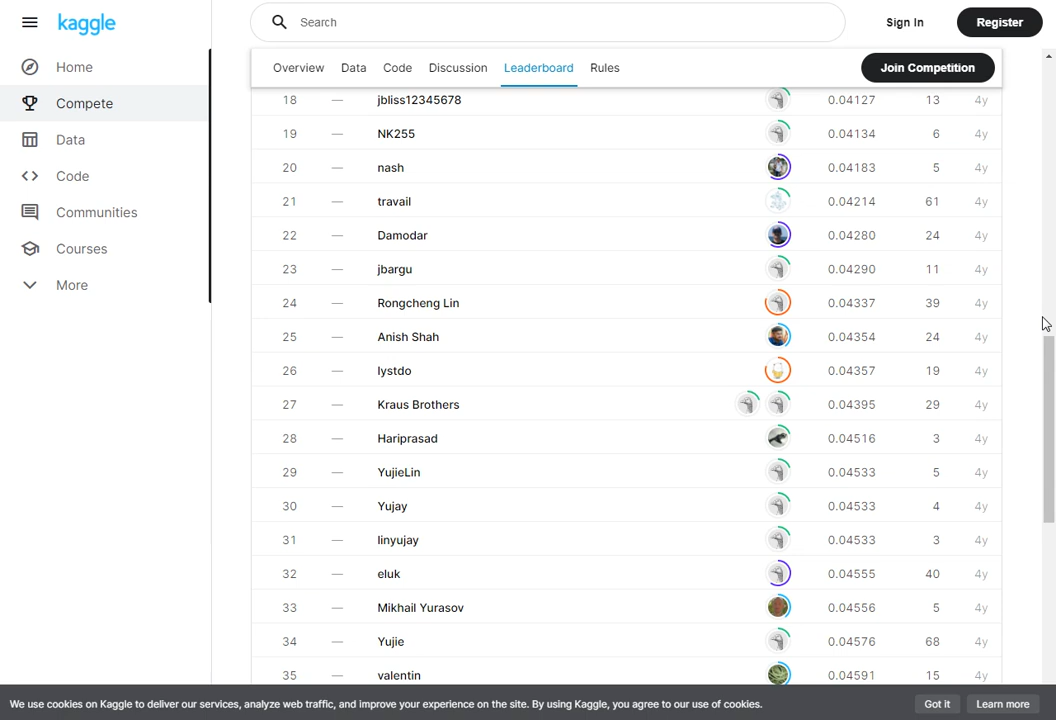 kaggle
Search
Sign In
Register
Home
Compete
Data
Code
Communities
Courses
More
Overview Data Code Discussion Leaderboard Rules
Join Competition
18 — jbliss12345678 0.04127 13 4y
19 — NK255 0.04134 6 4y
20 — nash 0.04183 5 4y
21 — travail 0.04214 61 4y
22 — Damodar 0.04280 24 4y
23 — jbargu 0.04290 11 4y
24 — Rongcheng Lin 0.04337 39 4y
25 — Anish Shah 0.04354 24 4y
26 — lystdo 0.04357 19 4y
27 — Kraus Brothers 0.04395 29 4y
28 — Hariprasad 0.04516 3 4y
29 — YujieLin 0.04533 5 4y
30 — Yujay 0.04533 4 4y
31 — linyujay 0.04533 3 4y
32 — eluk 0.04555 40 4y
33 — Mikhail Yurasov 0.04556 5 4y
34 — Yujie 0.04576 68 4y
35 — valentin 0.04591 15 4y
We use cookies on Kaggle to deliver our services, analyze web traffic, and improve your experience on the site. By using Kaggle, you agree to our use of cookies.
Got it
Learn more